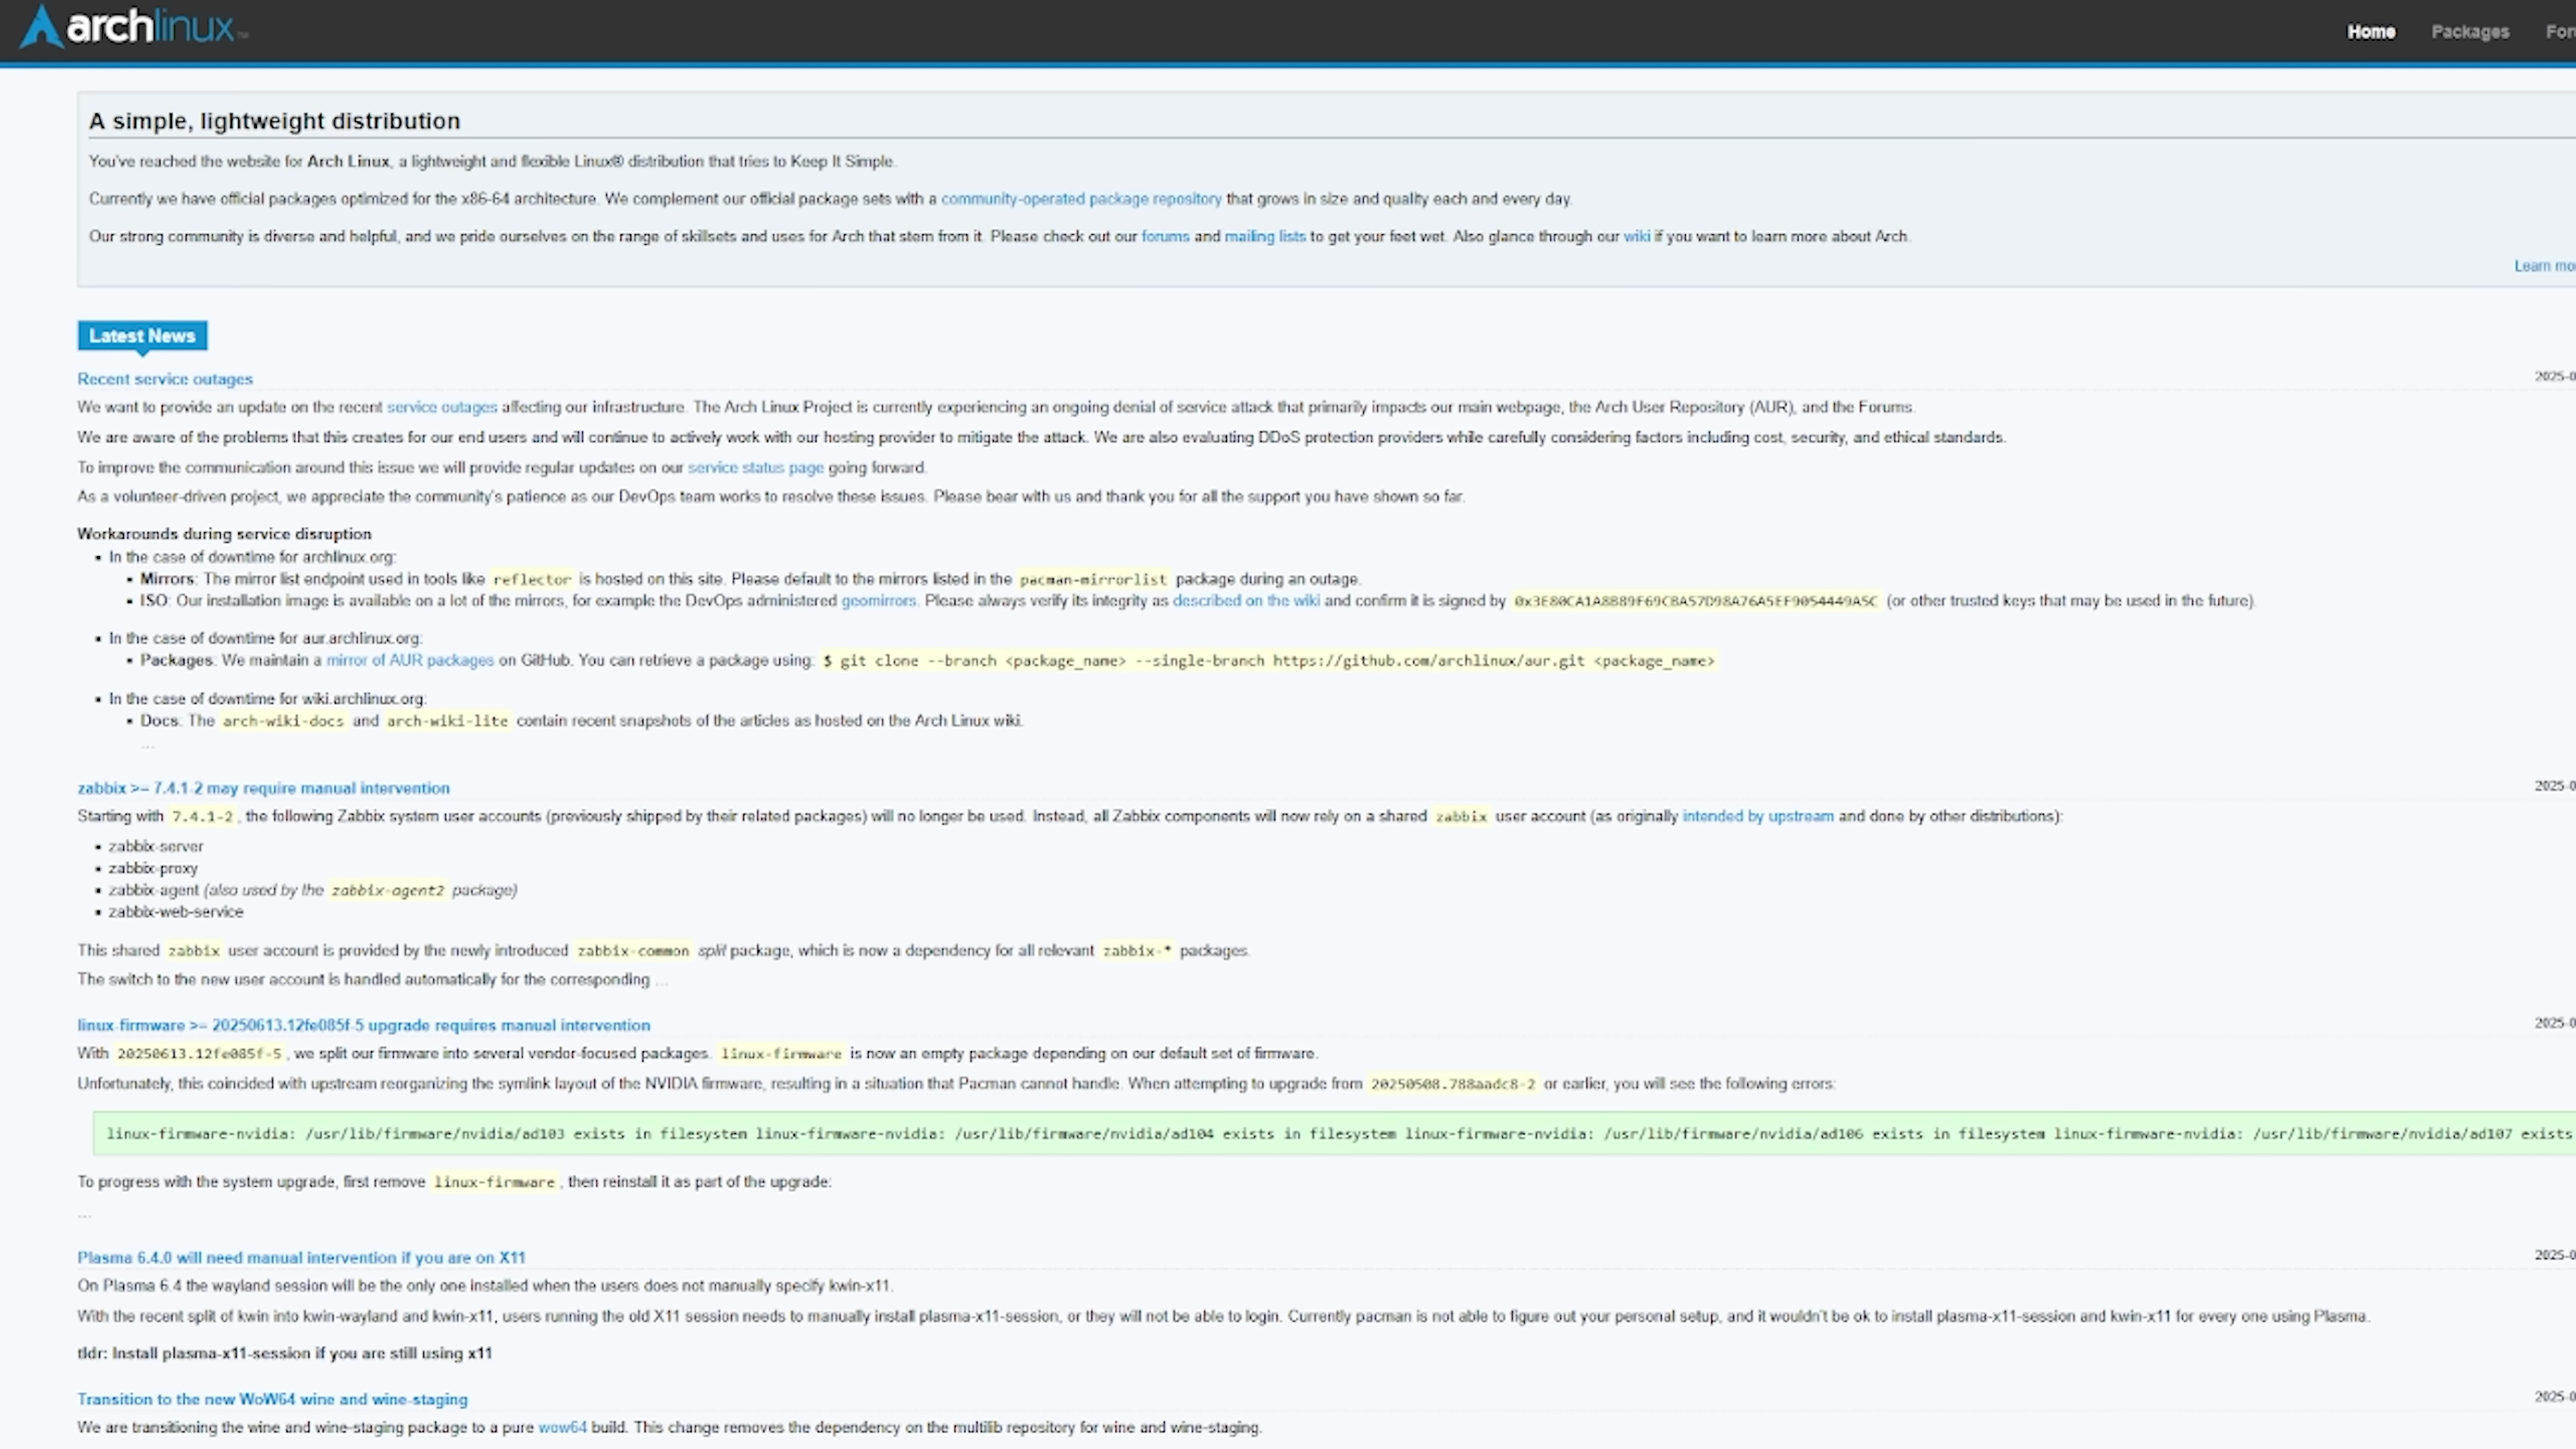 archlinux
Home Packages
A simple, lightweight distribution
You've reached the website for Arch Linux, a lightweight and flexible Linux® distribution that tries to Keep It Simple.
Currently we have official packages optimized for the x86-64 architecture. We complement our official package sets with a community-operated package repository that grows in size and quality each and every day.
Our strong community is diverse and helpful, and we pride ourselves on the range of skillsets and uses for Arch that stem from it. Please check out our forums and mailing lists to get your feet wet. Also glance through our wiki if you want to learn more about Arch.
Learn
Latest News
Recent service outages 2025-0
We want to provide an update on the recent service outages affecting our infrastructure. The Arch Linux Project is currently experiencing an ongoing denial of service attack that primarily impacts our main webpage, the Arch User Repository (AUR), and the Forums.
We are aware of the problems that this creates for our end users and will continue to actively work with our hosting provider to mitigate the attack. We are also evaluating DDoS protection providers while carefully considering factors including cost, security, and ethical standards.
To improve the communication around this issue we will provide regular updates on our service status page going forward.
As a volunteer-driven project, we appreciate the community's patience as our DevOps team works to resolve these issues. Please bear with us and thank you for all the support you have shown so far.
Workarounds during service disruption
▪ In the case of downtime for archlinux.org:
▪ Mirrors: The mirror list endpoint used in tools like reflector is hosted on this site. Please default to the mirrors listed in the pacman-mirrorlist package during an outage.
▪ ISO: Our installation image is available on a lot of the mirrors, for example the DevOps administered geomirrors. Please always verify its integrity as described on the wiki and confirm it is signed by 0x3E80CA1A8B89F69CBA57D98A76A5EF9054449A5C (or other trusted keys that may be used in the future).
▪ In the case of downtime for aur.archlinux.org:
▪ Packages: We maintain a mirror of AUR packages on GitHub. You can retrieve a package using: $ git clone --branch <package_name> --single-branch https://github.com/archlinux/aur.git <package_name>
▪ In the case of downtime for wiki.archlinux.org:
▪ Docs: The arch-wiki-docs and arch-wiki-lite contain recent snapshots of the articles as hosted on the Arch Linux wiki.
...
zabbix >= 7.4.1-2 may require manual intervention 2025-0
Starting with 7.4.1-2, the following Zabbix system user accounts (previously shipped by their related packages) will no longer be used. Instead, all Zabbix components will now rely on a shared zabbix user account (as originally intended by upstream and done by other distributions):
▪ zabbix-server
▪ zabbix-proxy
▪ zabbix-agent (also used by the zabbix-agent2 package)
▪ zabbix-web-service
This shared zabbix user account is provided by the newly introduced zabbix-common split package, which is now a dependency for all relevant zabbix-* packages.
The switch to the new user account is handled automatically for the corresponding ...
linux-firmware >= 20250613.12fe085f-5 upgrade requires manual intervention 2025-0
With 20250613.12fe085f-5, we split our firmware into several vendor-focused packages. linux-firmware is now an empty package depending on our default set of firmware.
Unfortunately, this coincided with upstream reorganizing the symlink layout of the NVIDIA firmware, resulting in a situation that Pacman cannot handle. When attempting to upgrade from 20250508.788aadc8-2 or earlier, you will see the following errors:
linux-firmware-nvidia: /usr/lib/firmware/nvidia/ad103 exists in filesystem linux-firmware-nvidia: /usr/lib/firmware/nvidia/ad104 exists in filesystem linux-firmware-nvidia: /usr/lib/firmware/nvidia/ad106 exists in filesystem linux-firmware-nvidia: /usr/lib/firmware/nvidia/ad107 exists
To progress with the system upgrade, first remove linux-firmware, then reinstall it as part of the upgrade:
...
Plasma 6.4.0 will need manual intervention if you are on X11 2025-0
On Plasma 6.4 the wayland session will be the only one installed when the users does not manually specify kwin-x11.
With the recent split of kwin into kwin-wayland and kwin-x11, users running the old X11 session needs to manually install plasma-x11-session, or they will not be able to login. Currently pacman is not able to figure out your personal setup, and it wouldn't be ok to install plasma-x11-session and kwin-x11 for every one using Plasma.
tldr: Install plasma-x11-session if you are still using x11
Transition to the new WoW64 wine and wine-staging 2025-0
We are transitioning the wine and wine-staging package to a pure wow64 build. This change removes the dependency on the multilib repository for wine and wine-staging.